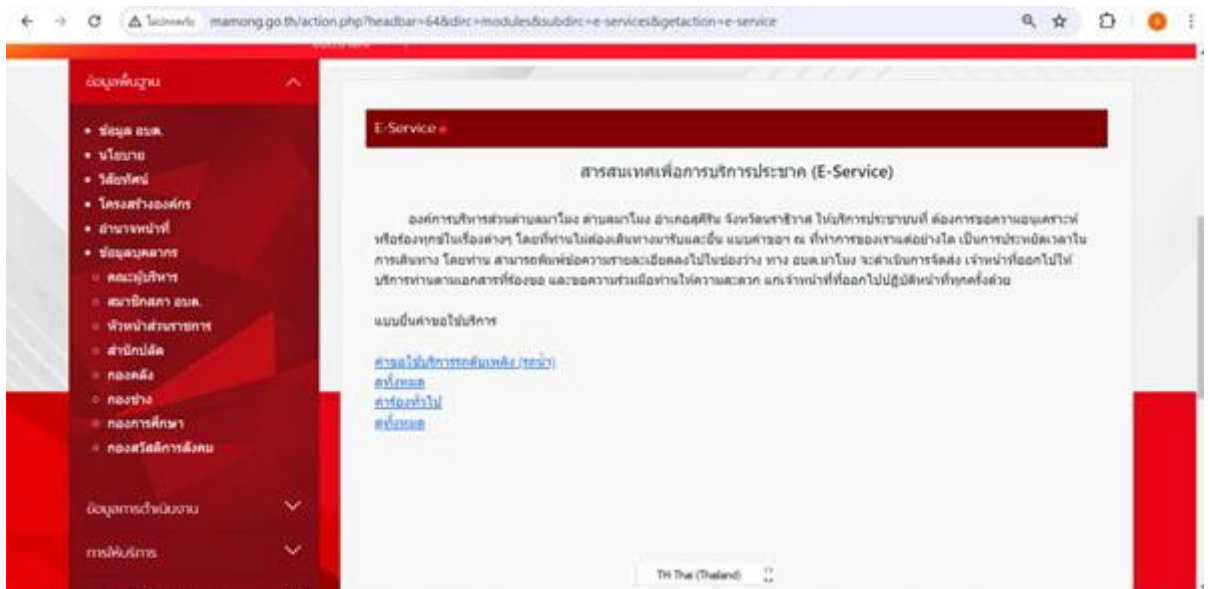 ไม่ปลอดภัย mamong.go.th/action.php?headbar=64&dirc=modules&subdirc=e-services&getaction=e-service
ข้อมูลพื้นฐาน
• ข้อมูล อบต.
• นโยบาย
• วิสัยทัศน์
• โครงสร้างองค์กร
• อำนาจหน้าที่
• ข้อมูลบุคลากร
คณะผู้บริหาร
สมาชิกสภา อบต.
หัวหน้าส่วนราชการ
สำนักปลัด
กองคลัง
กองช่าง
กองการศึกษา
กองสวัสดิการสังคม
ข้อมูลการดำเนินงาน
การให้บริการ
E-Service
สารสนเทศเพื่อการบริการประชาค (E-Service)
องค์การบริหารส่วนตำบลมาโมง ตำบลมาโมง อำเภอสุคิริน จังหวัดนราธิวาส ให้บริการประชาชนที่ ต้องการขอความอนุเคราะห์
หรือร้องทุกข์ในเรื่องต่างๆ โดยที่ท่านไม่ต้องเดินทางมารับและยื่น แบบคำขอฯ ณ ที่ทำการของเราแต่อย่างใด เป็นการประหยัดเวลาใน
การเดินทาง โดยท่าน สามารถพิมพ์ข้อความรายละเอียดลงไปในช่องว่าง ทาง อบต.มาโมง จะดำเนินการจัดส่ง เจ้าหน้าที่ออกไปให้
บริการท่านตามเอกสารที่ร้องขอ และขอความร่วมมือท่านให้ความสะดวก แก่เจ้าหน้าที่ที่ออกไปปฏิบัติหน้าที่ทุกครั้งด้วย
แบบยื่นคำขอใช้บริการ
คำขอใช้บริการรถดับเพลิง (รถน้ำ)
ดูทั้งหมด
คำร้องทั่วไป
ดูทั้งหมด
TH Thai (Thailand)